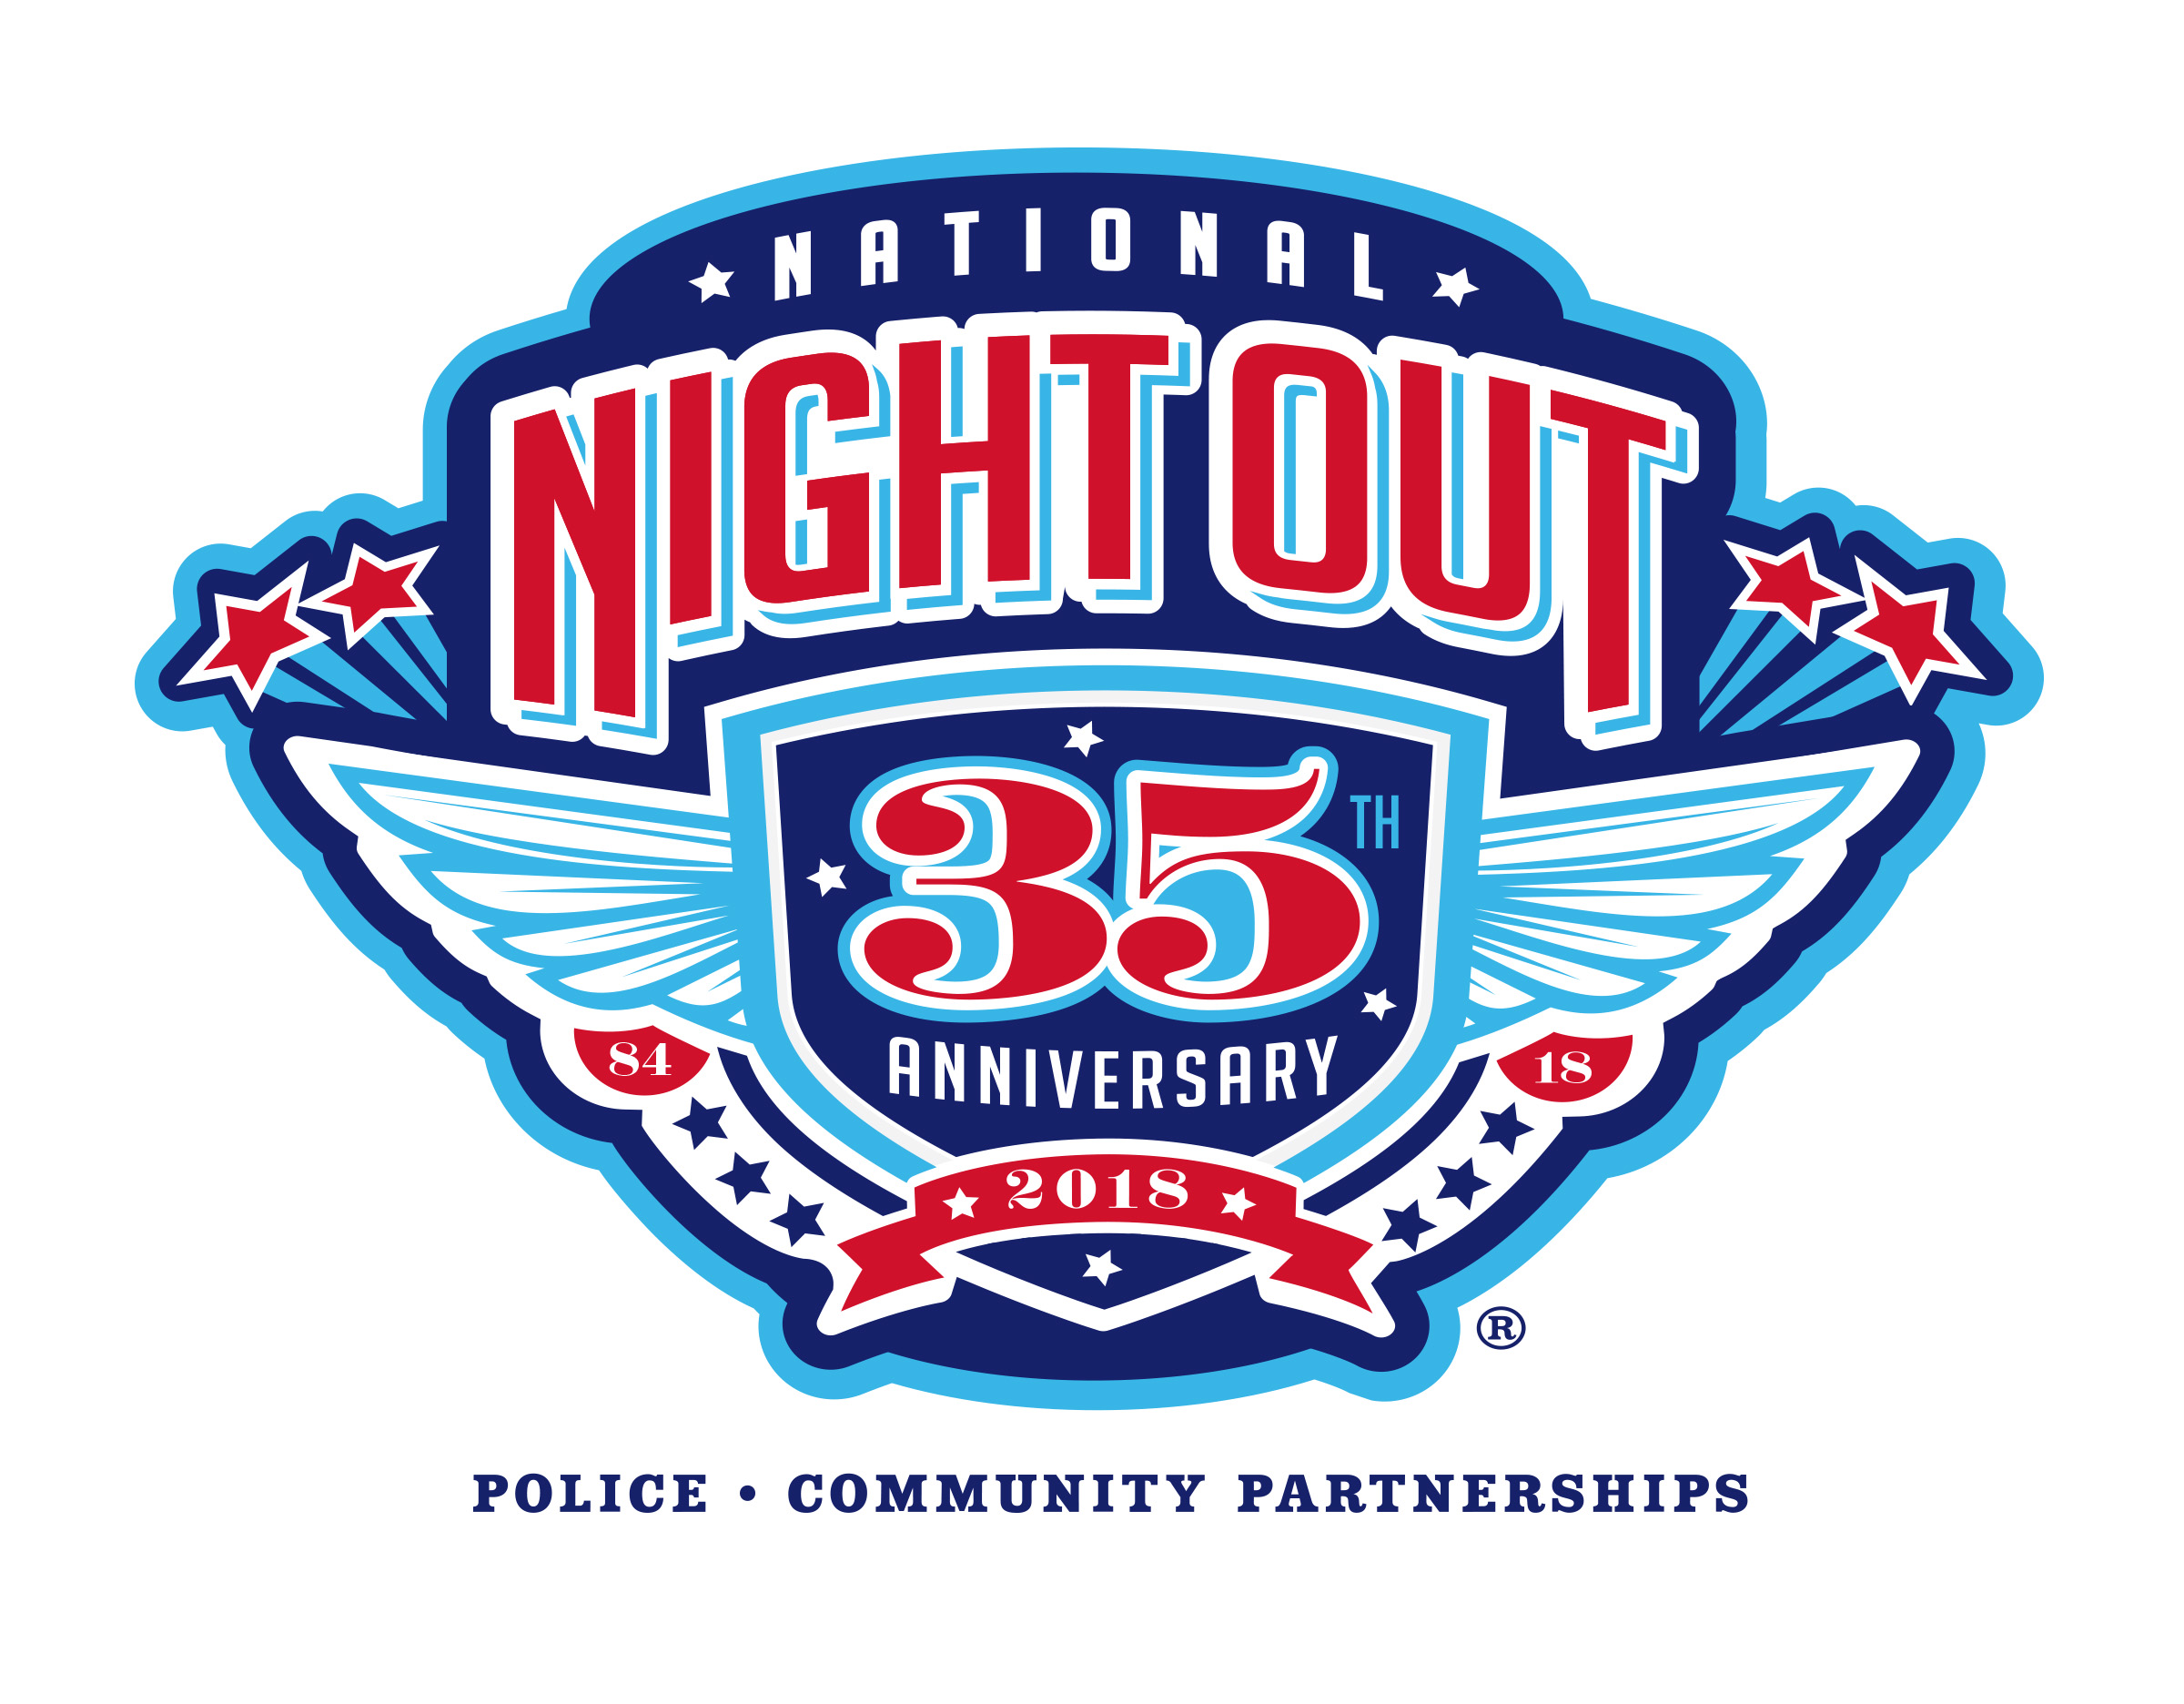 NATIONAL
NIGHT OUT
35TH
ANNIVERSARY
84
18
2018
®
POLICE • COMMUNITY PARTNERSHIPS